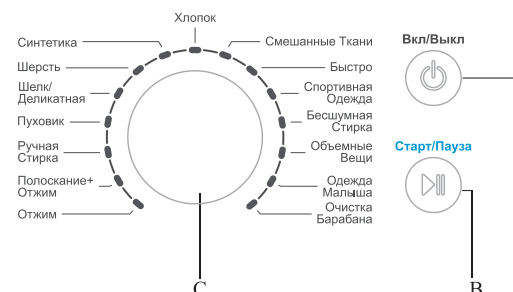 Хлопок
Синтетика
Шерсть
Шелк/
Деликатная
Пуховик
Ручная
Стирка
Полоскание+
Отжим
Отжим
Смешанные Ткани
Быстро
Спортивная
Одежда
Бесшумная
Стирка
Объемные
Вещи
Одежда
Малыша
Очистка
Барабана
Вкл/Выкл
Старт/Пауза
C
B